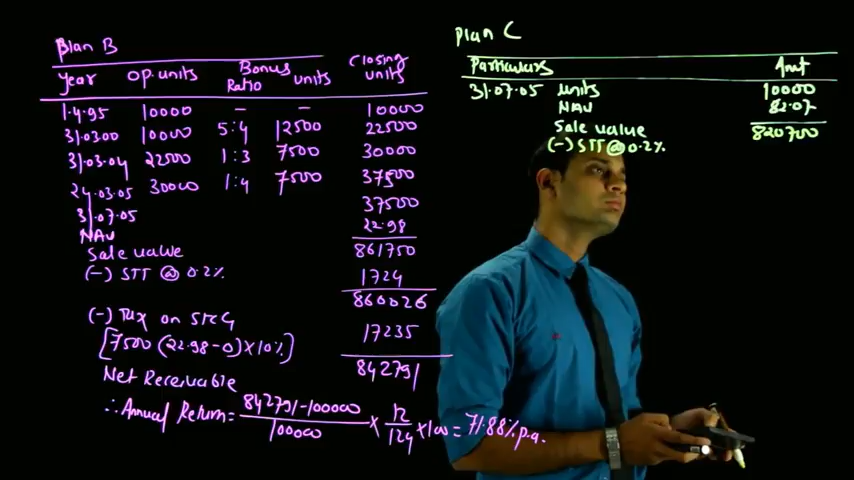 Plan B
Year Op. units Bonus Ratio units Closing units
1.4.95 10000 - - 10000
31.03.00 10000 5:4 12500 22500
31.03.04 22500 1:3 7500 30000
24.03.05 30000 1:4 7500 37500
31.07.05 37500
NAV 22.98
Sale value 861750
(-) STT @ 0.2% 1724
860026
(-) Tax on STCG
[7500 (22.98-0) x 10%] 17235
Net Receivable 842791
∴ Annual Return = 842791-100000 / 100000 x 12 / 124 x 100 = 71.88% p.a.
Plan C
Particulars Amt
31.07.05 units 10000
NAV 82.07
Sale value 820700
(-) STT @ 0.2%.